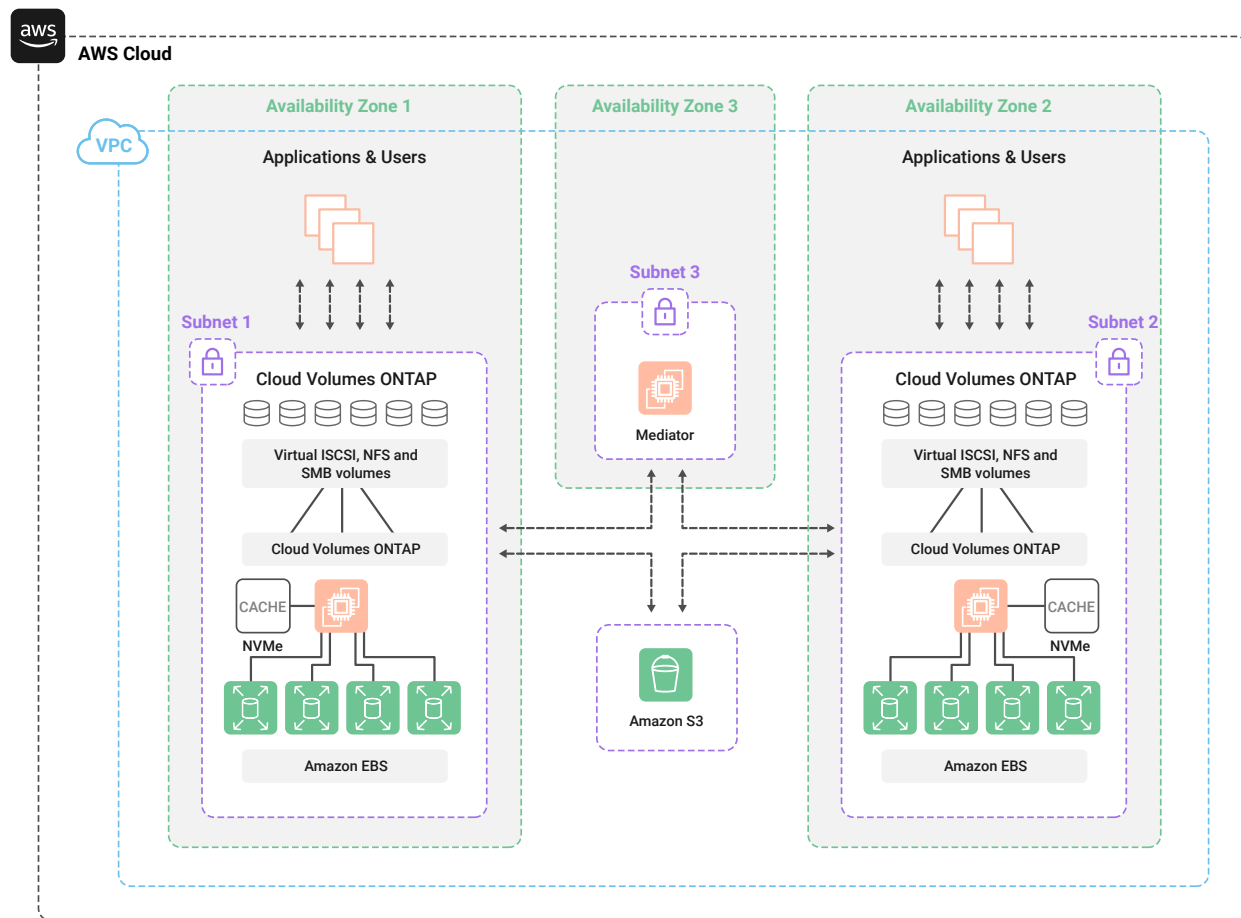 aws
AWS Cloud
VPC
Availability Zone 1
Applications & Users
Subnet 1
Cloud Volumes ONTAP
Virtual ISCSI, NFS and
SMB volumes
Cloud Volumes ONTAP
CACHE
NVMe
Amazon EBS
Availability Zone 3
Subnet 3
Mediator
Amazon S3
Availability Zone 2
Applications & Users
Subnet 2
Cloud Volumes ONTAP
Virtual ISCSI, NFS and
SMB volumes
Cloud Volumes ONTAP
CACHE
NVMe
Amazon EBS